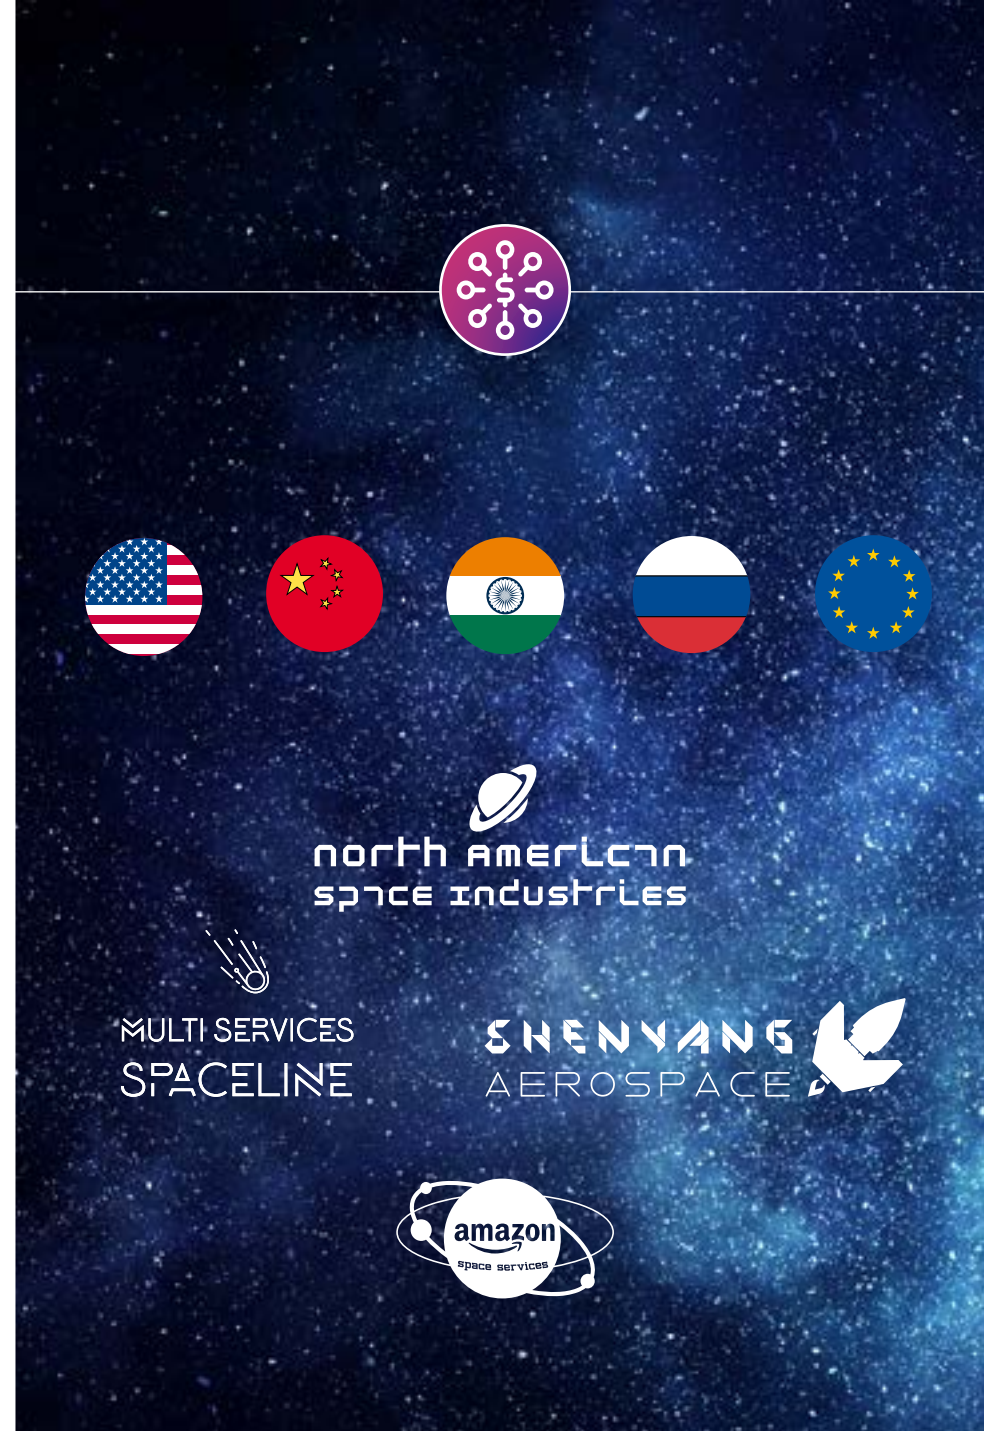 north American
space Industries
MULTI SERVICES
SPACELINE
SHENYANG
AEROSPACE
amazon
space services